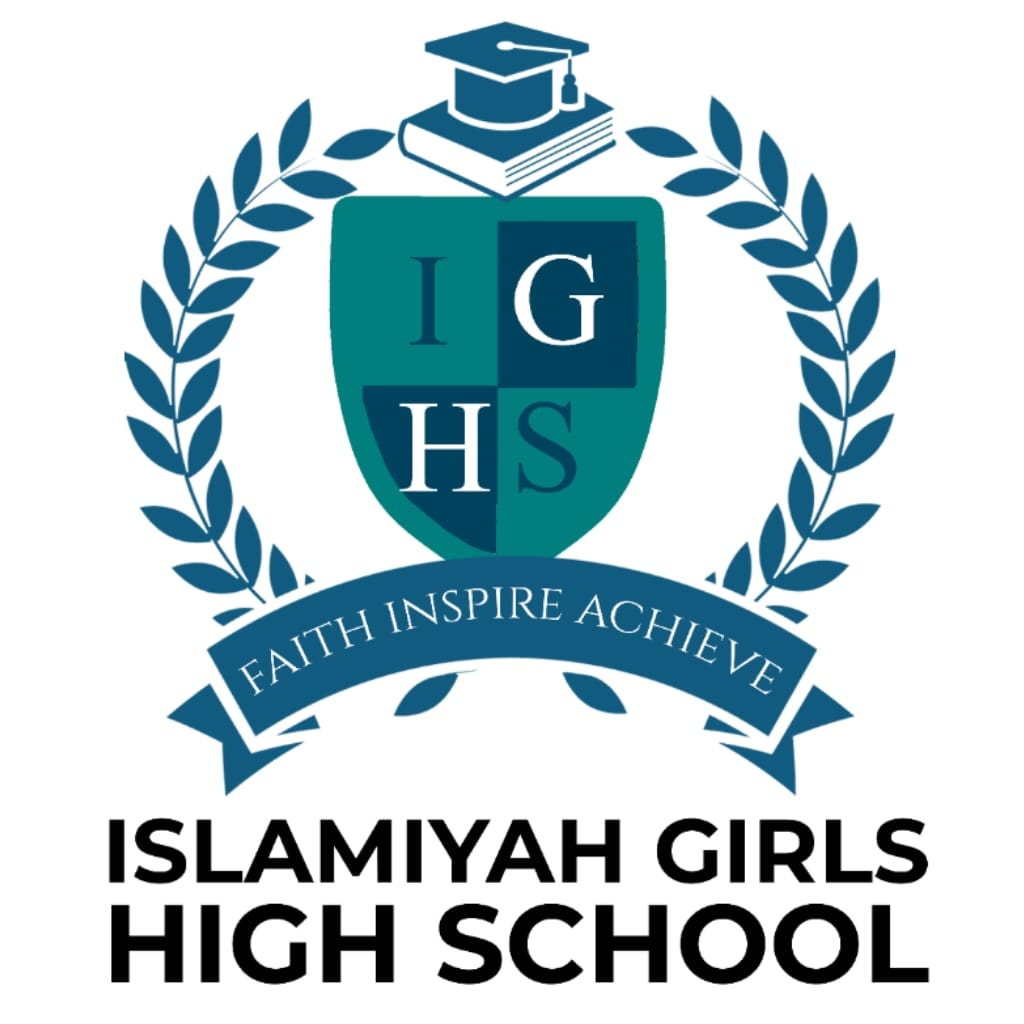 I G
H S
FAITH INSPIRE ACHIEVE
ISLAMIYAH GIRLS
HIGH SCHOOL